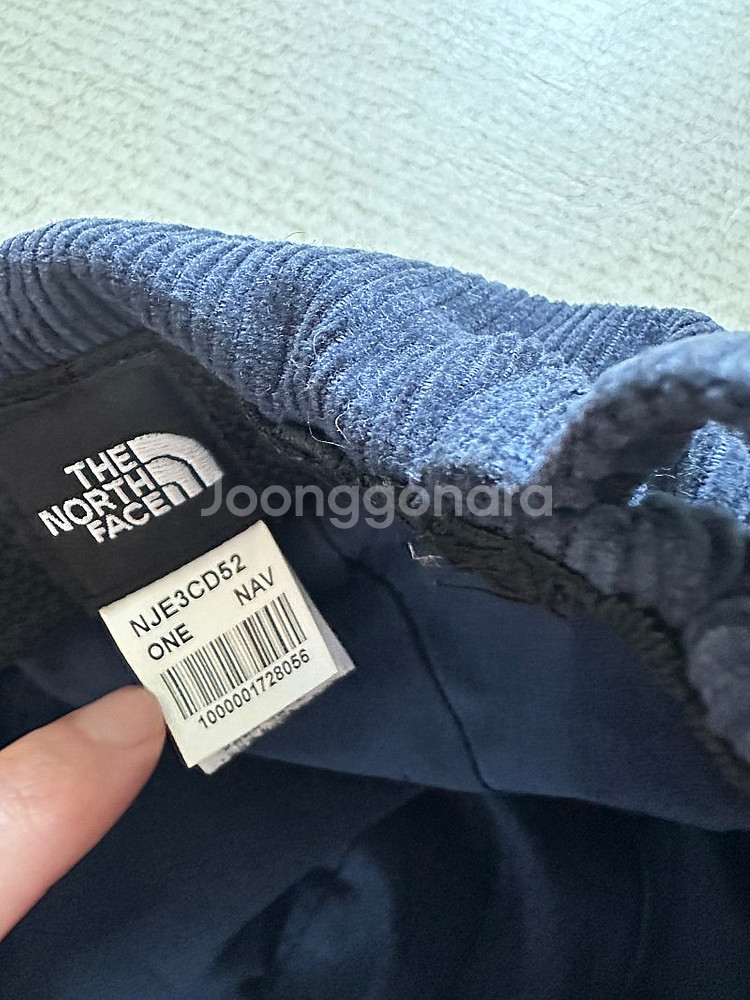 THE
NORTH
FACE
Joonggonara
NJE3CD52
ONE NAV
1000001728056